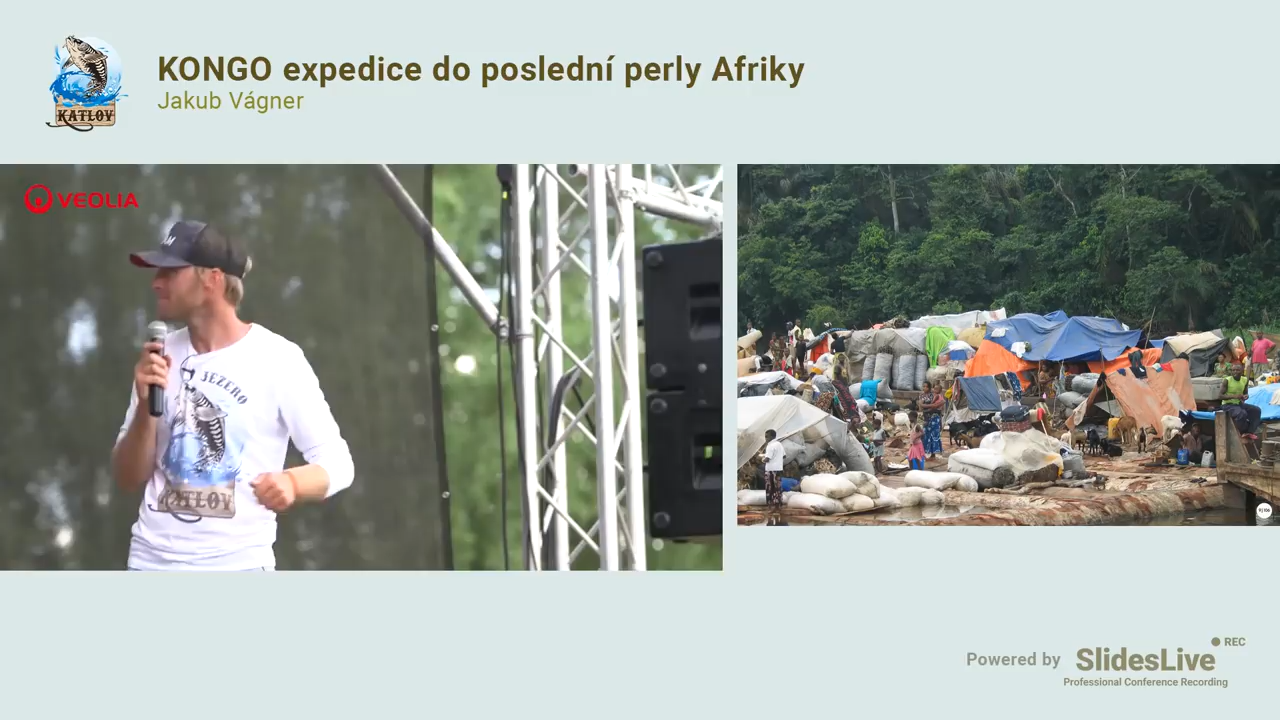 KONGO expedice do poslední perly Afriky
Jakub Vágner
KATLOV
VEOLIA
JEZERO
KATLOV
REC
Powered by SlidesLive
Professional Conference Recording